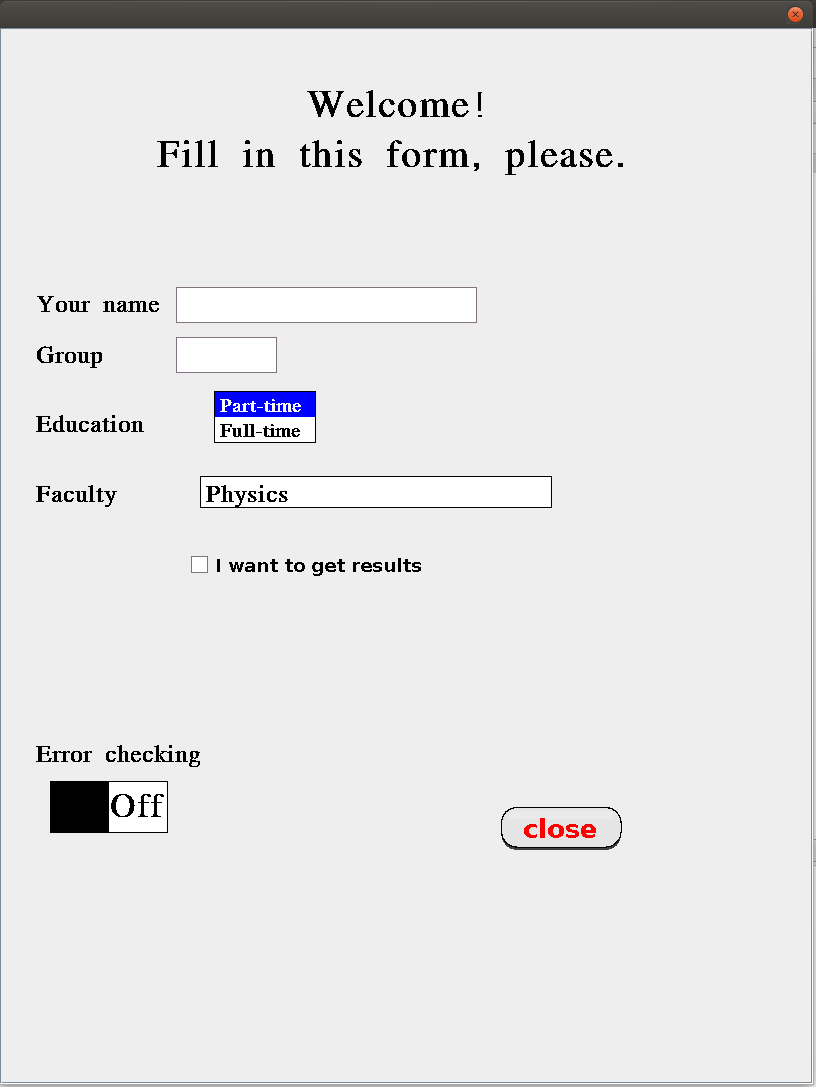 Welcome!
Fill in this form, please.
Your name
Group
Education
Part-time
Full-time
Faculty
Physics
I want to get results
Error checking
Off
close